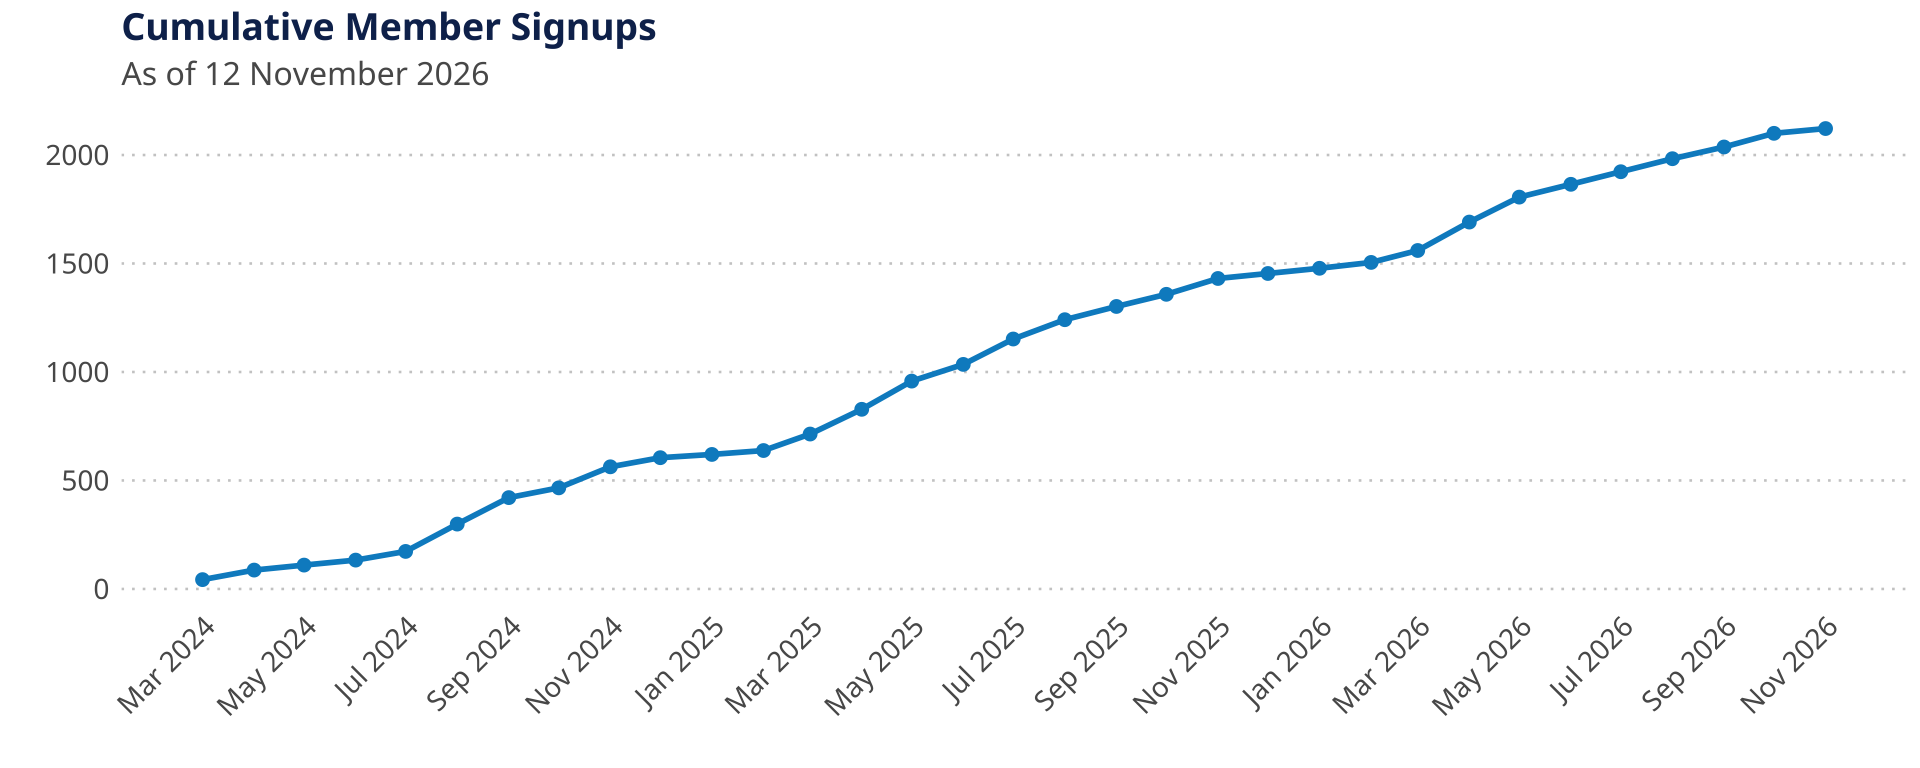 Cumulative Member Signups
As of 12 November 2026
2000
1500
1000
500
0
Mar 2024
May 2024
Jul 2024
Sep 2024
Nov 2024
Jan 2025
Mar 2025
May 2025
Jul 2025
Sep 2025
Nov 2025
Jan 2026
Mar 2026
May 2026
Jul 2026
Sep 2026
Nov 2026